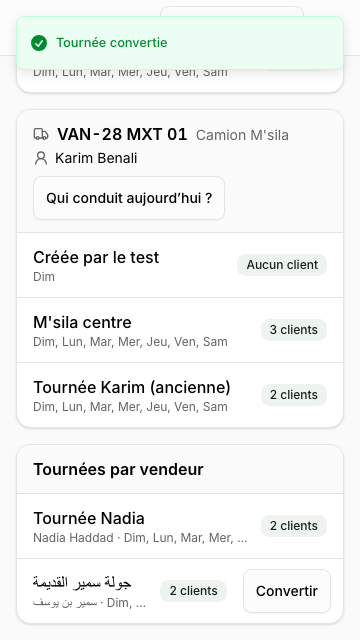 Tournée convertie
Dim, Lun, Mar, Mer, Jeu, Ven, Sam
VAN-28 MXT 01 Camion M'sila
Karim Benali
Qui conduit aujourd’hui ?
Créée par le test
Aucun client
Dim
M'sila centre
3 clients
Dim, Lun, Mar, Mer, Jeu, Ven, Sam
Tournée Karim (ancienne)
2 clients
Dim, Lun, Mar, Mer, Jeu, Ven, Sam
Tournées par vendeur
Tournée Nadia
2 clients
Nadia Haddad · Dim, Lun, Mar, Mer, ...
جولة سمير القديمة
2 clients
Convertir
سمير بن يوسف · Dim, ...